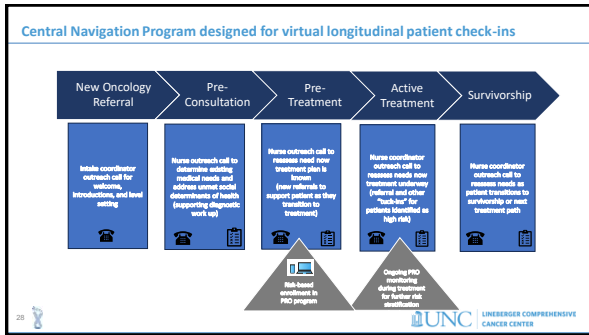 Central Navigation Program designed for virtual longitudinal patient check-ins
New Oncology
Referral
Pre-
Consultation
Pre-
Treatment
Active
Treatment
Survivorship
Intake coordinator
outreach call for
welcome,
introductions, and level
setting
Nurse outreach call to
determine existing
medical needs and
address unmet social
determinants of health
(supporting diagnostic
work up)
Nurse outreach call to
reassess need now
treatment plan is
known
(new referrals to
support patient as they
transition to
treatment)
Nurse coordinator
outreach call to
reassess needs now
treatment underway
(referral and other
"tuck-ins" for
patients identified as
high risk)
Nurse coordinator
outreach call to
reassess needs as
patient transitions to
survivorship or next
treatment path
Risk-based
enrollment in
PRO program
Ongoing PRO
monitoring
during treatment
for further risk
stratification
28
UNC
LINEBERGER COMPREHENSIVE
CANCER CENTER